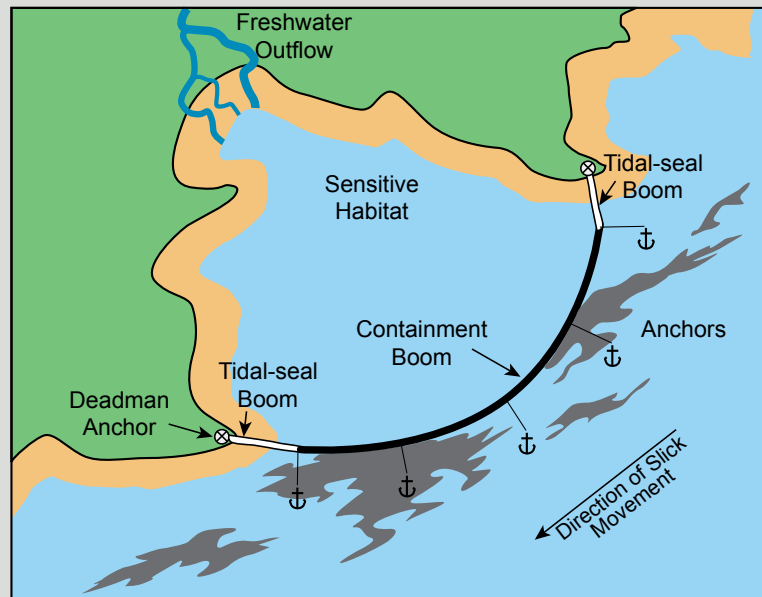 Freshwater
Outflow
Tidal-seal
Boom
Sensitive
Habitat
Containment
Boom
Anchors
Tidal-seal
Boom
Deadman
Anchor
Direction of Slick
Movement